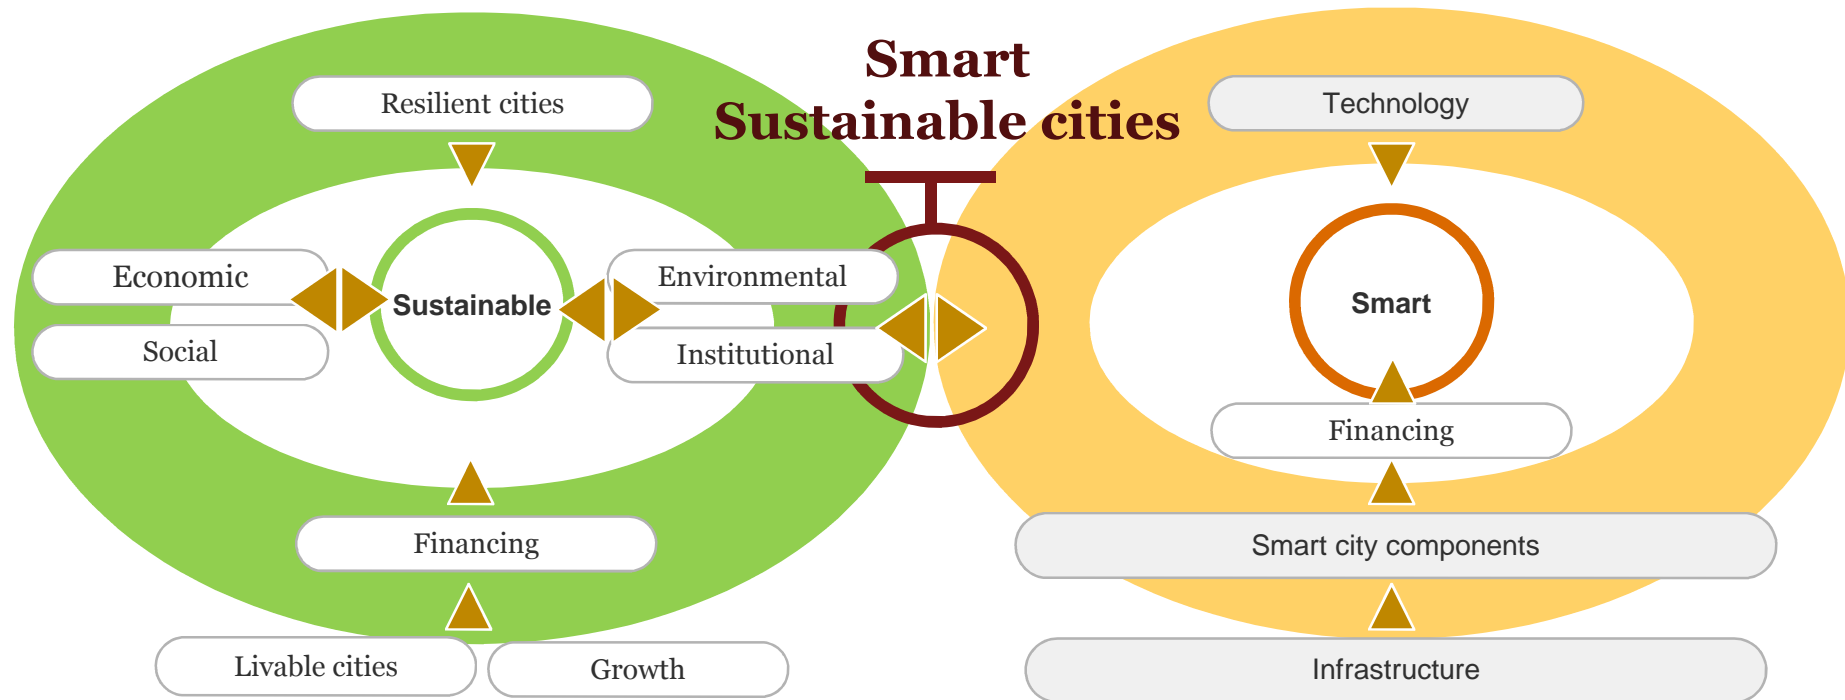 Smart
Sustainable cities
Resilient cities
Economic
Social
Sustainable
Environmental
Institutional
Financing
Livable cities
Growth
Technology
Smart
Financing
Smart city components
Infrastructure